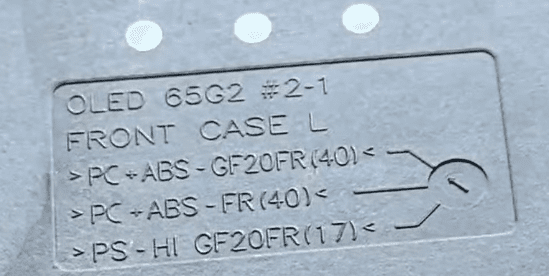 OLED 65G2 #2-1
FRONT CASE L
>PC+ABS-GF20FR(40)<
>PC+ABS-FR(40)<
>PS-HI GF20FR(17)<